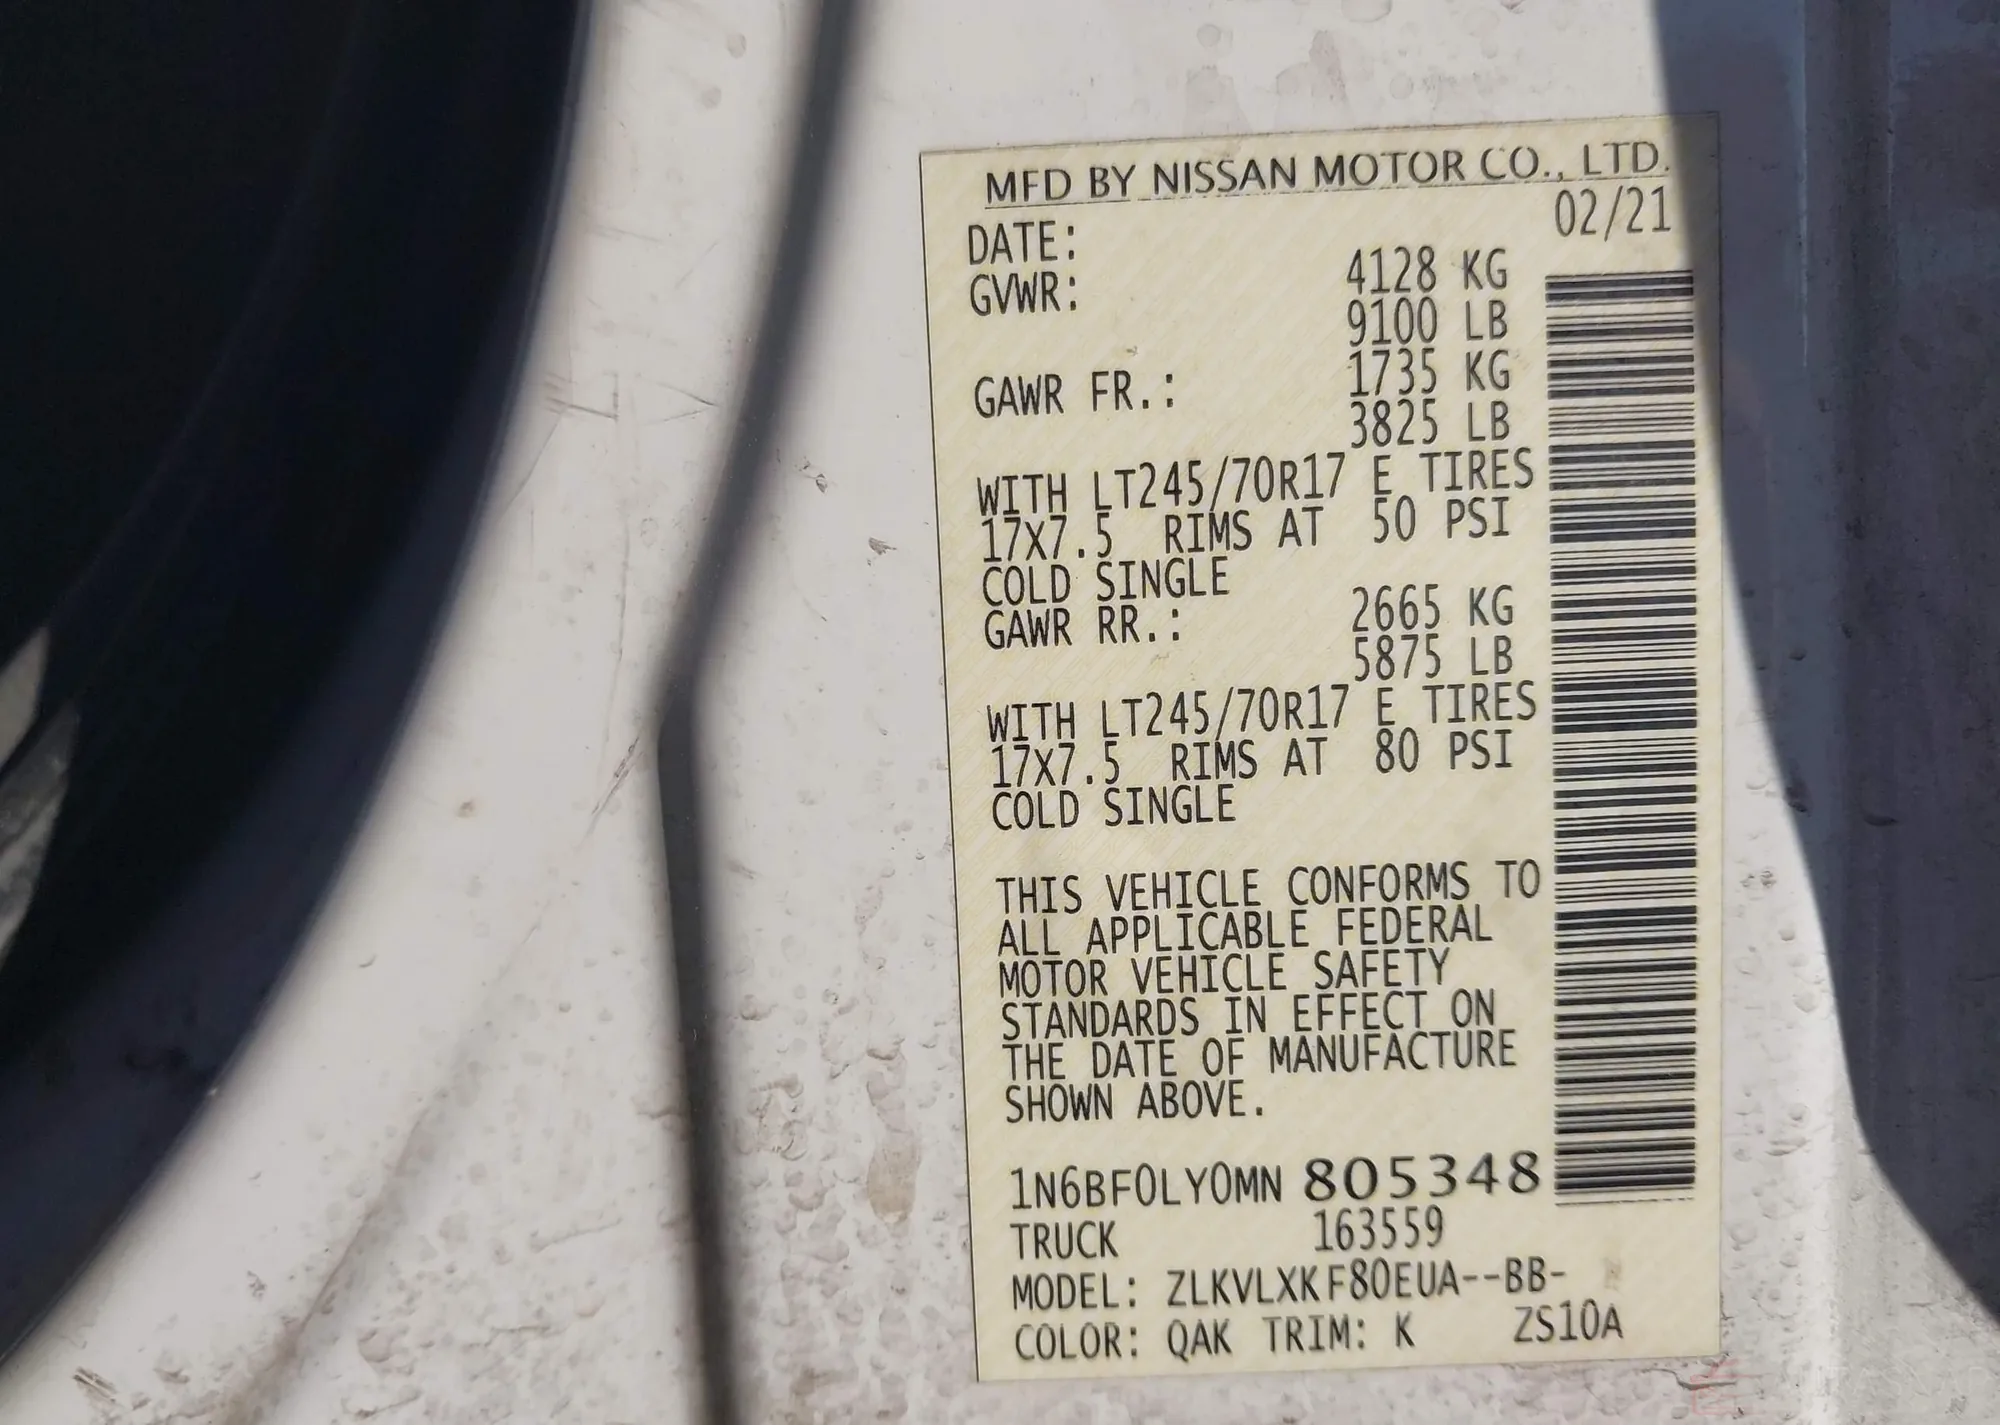 MFD BY NISSAN MOTOR CO., LTD.
DATE: 02/21
GVWR: 4128 KG
9100 LB
GAWR FR.: 1735 KG
3825 LB
WITH LT245/70R17 E TIRES
17X7.5 RIMS AT 50 PSI
COLD SINGLE
GAWR RR.: 2665 KG
5875 LB
WITH LT245/70R17 E TIRES
17X7.5 RIMS AT 80 PSI
COLD SINGLE
THIS VEHICLE CONFORMS TO
ALL APPLICABLE FEDERAL
MOTOR VEHICLE SAFETY
STANDARDS IN EFFECT ON
THE DATE OF MANUFACTURE
SHOWN ABOVE.
1N6BF0LY0MN 805348
TRUCK 163559
MODEL: ZLKVLXKF80EUA--BB-
COLOR: QAK TRIM: K ZS10A